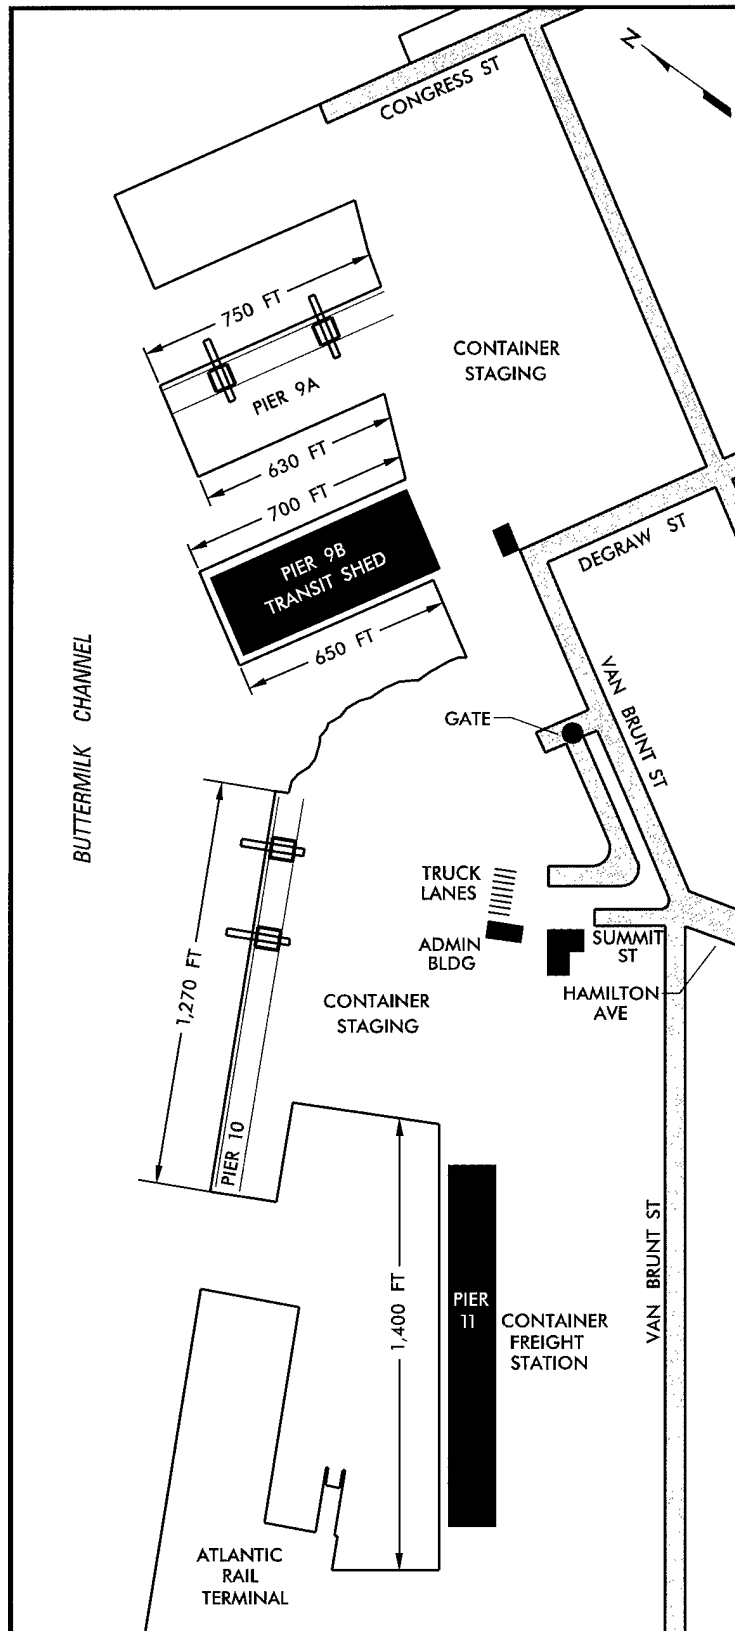 N
CONGRESS ST
750 FT
CONTAINER
STAGING
PIER 9A
630 FT
700 FT
PIER 9B
TRANSIT SHED
DEGRAW ST
650 FT
BUTTERMILK CHANNEL
VAN BRUNT ST
GATE
TRUCK
LANES
ADMIN
BLDG
SUMMIT
ST
HAMILTON
AVE
1,270 FT
CONTAINER
STAGING
PIER 10
1,400 FT
PIER
11
CONTAINER
FREIGHT
STATION
VAN BRUNT ST
ATLANTIC
RAIL
TERMINAL